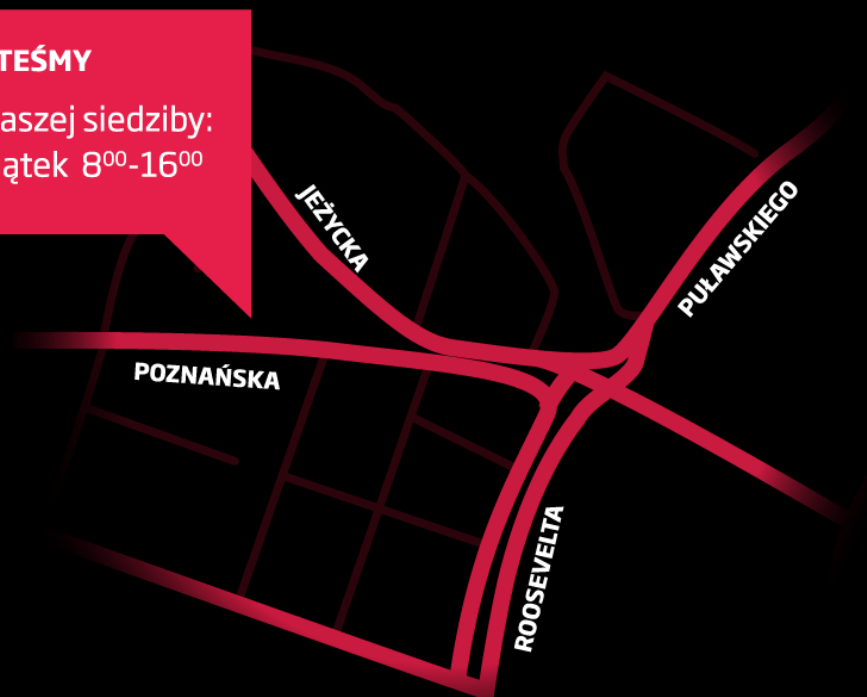 TEŚMY
aszej siedziby:
ątek 8⁰⁰-16⁰⁰
JEŻYCKA
PUŁAWSKIEGO
POZNAŃSKA
ROOSEVELTA